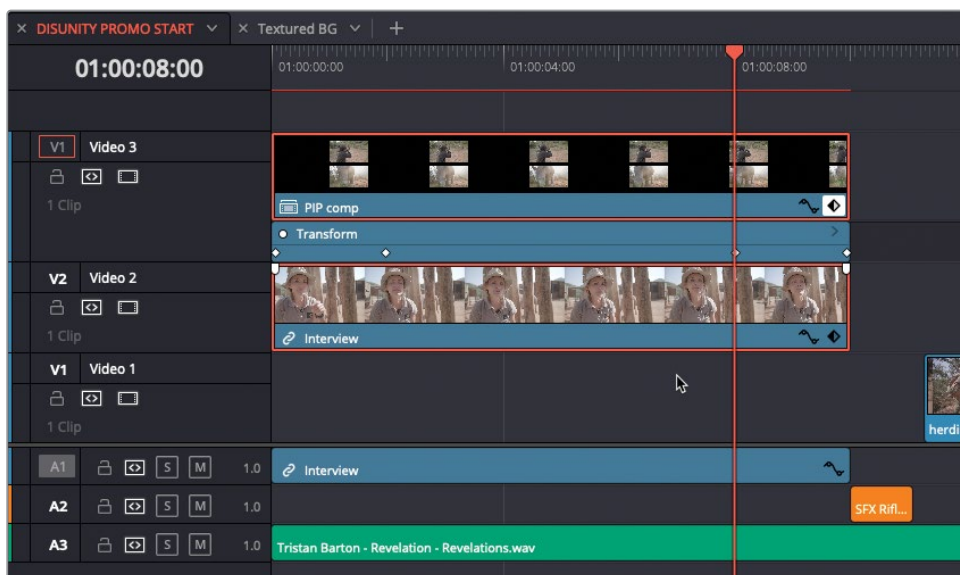 × DISUNITY PROMO START × Textured BG +
01:00:08:00
01:00:00:00 01:00:04:00 01:00:08:00
V1 Video 3
1 Clip
PIP comp
Transform
V2 Video 2
1 Clip
Interview
V1 Video 1
1 Clip
herdi
A1 S M 1.0 Interview
A2 S M 1.0 SFX Rifl...
A3 S M 1.0 Tristan Barton - Revelation - Revelations.wav